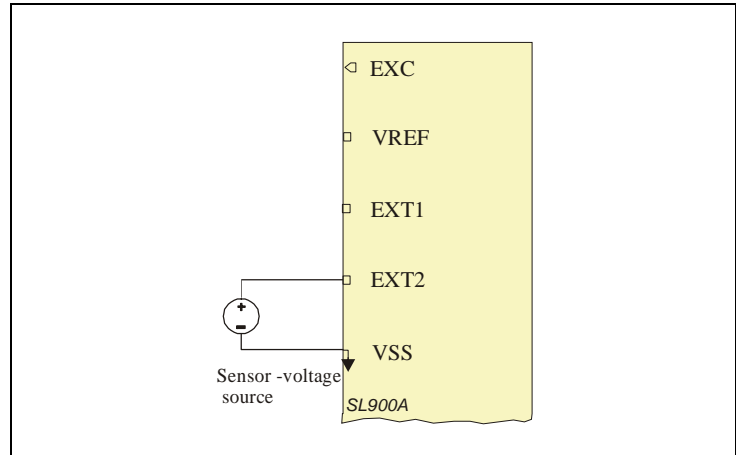 EXC
VREF
EXT1
EXT2
VSS
Sensor -voltage
source
SL900A